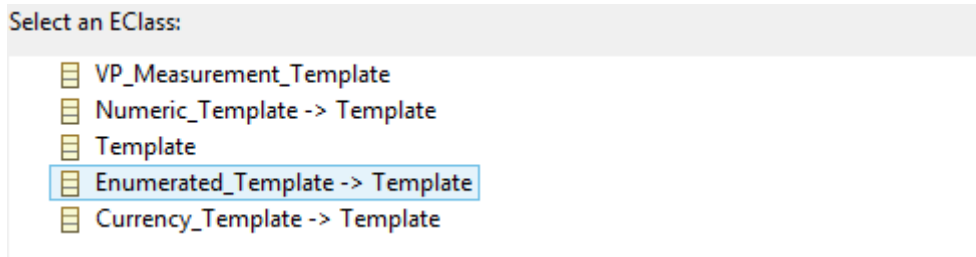 Select an EClass:
VP_Measurement_Template
Numeric_Template -> Template
Template
Enumerated_Template -> Template
Currency_Template -> Template